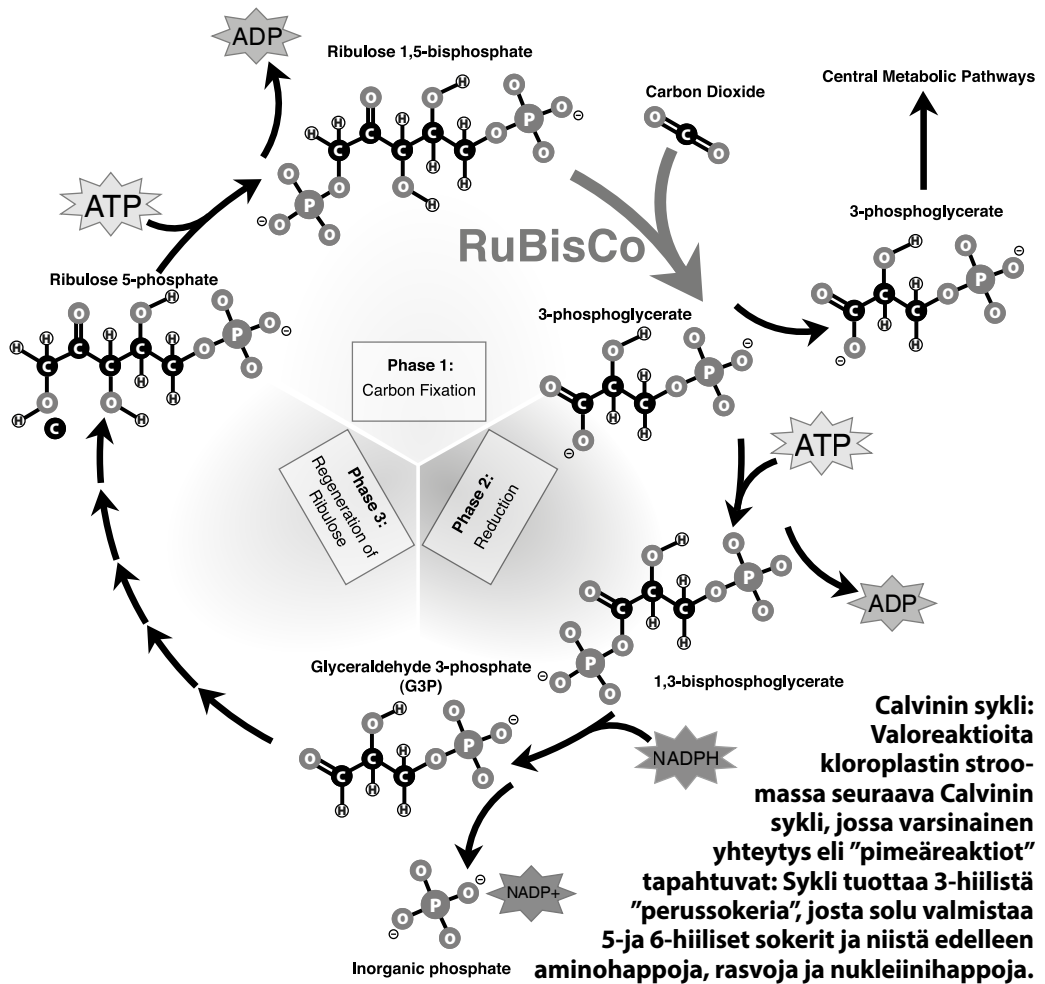 ADP
Ribulose 1,5-bisphosphate
Carbon Dioxide
Central Metabolic Pathways
ATP
RuBisCo
3-phosphoglycerate
Ribulose 5-phosphate
3-phosphoglycerate
Phase 1:
Carbon Fixation
Phase 3:
Regeneration of
Ribulose
Phase 2:
Reduction
ATP
ADP
Glyceraldehyde 3-phosphate
(G3P)
1,3-bisphosphoglycerate
NADPH
NADP+
Inorganic phosphate
Calvinin sykli:
Valoreaktioita
kloroplastin stroo-
massa seuraava Calvinin
sykli, jossa varsinainen
yhteytys eli ”pimeäreaktiot”
tapahtuvat: Sykli tuottaa 3-hiilistä
”perussokeria”, josta solu valmistaa
5-ja 6-hiiliset sokerit ja niistä edelleen
aminohappoja, rasvoja ja nukleiinihappoja.